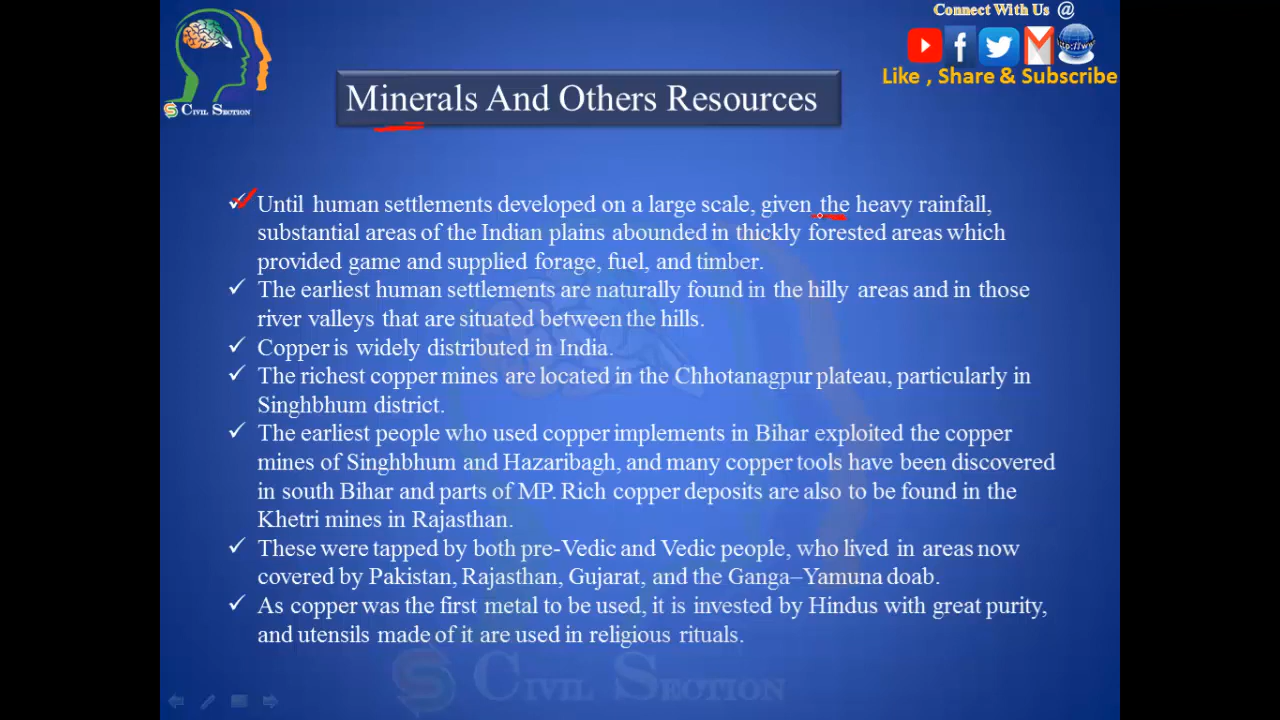 Connect With Us @
http://ww
Like , Share & Subscribe
S CIVIL SECTION
Minerals And Others Resources
Until human settlements developed on a large scale, given the heavy rainfall,
substantial areas of the Indian plains abounded in thickly forested areas which
provided game and supplied forage, fuel, and timber.
The earliest human settlements are naturally found in the hilly areas and in those
river valleys that are situated between the hills.
Copper is widely distributed in India.
The richest copper mines are located in the Chhotanagpur plateau, particularly in
Singhbhum district.
The earliest people who used copper implements in Bihar exploited the copper
mines of Singhbhum and Hazaribagh, and many copper tools have been discovered
in south Bihar and parts of MP. Rich copper deposits are also to be found in the
Khetri mines in Rajasthan.
These were tapped by both pre-Vedic and Vedic people, who lived in areas now
covered by Pakistan, Rajasthan, Gujarat, and the Ganga–Yamuna doab.
As copper was the first metal to be used, it is invested by Hindus with great purity,
and utensils made of it are used in religious rituals.
S CIVIL SECTION